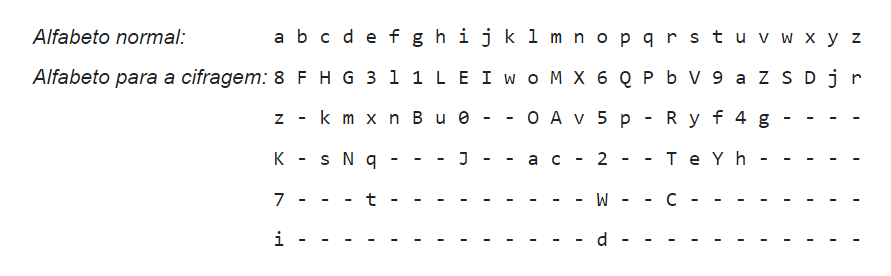 Alfabeto normal: a b c d e f g h i j k l m n o p q r s t u v w x y z
Alfabeto para a cifragem: 8 F H G 3 l 1 L E I w o M X 6 Q P b V 9 a Z S D j r
z - k m x n B u 0 - - O A v 5 p - R y f 4 g - - - -
K - s N q - - - J - - a c - 2 - - T e Y h - - - - -
7 - - - t - - - - - - - - - W - - C - - - - - - - -
i - - - - - - - - - - - - - d - - - - - - - - - - -